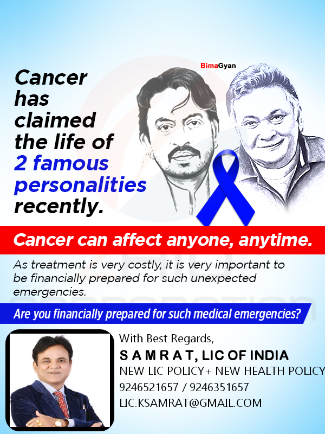 BimaGyan
Cancer
has
claimed
the life of
2 famous
personalities
recently.
Cancer can affect anyone, anytime.
As treatment is very costly, it is very important to
be financially prepared for such unexpected
emergencies.
Are you financially prepared for such medical emergencies?
With Best Regards,
S A M R A T, LIC OF INDIA
NEW LIC POLICY+ NEW HEALTH POLICY
9246521657 / 9246351657
LIC.KSAMRAT@GMAIL.COM